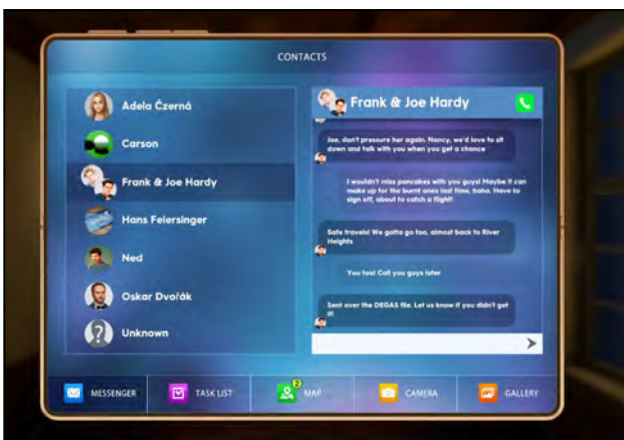 CONTACTS
Adela Czerná
Carson
Frank & Joe Hardy
Hans Feiersinger
Ned
Oskar Dvořák
?
Unknown
Frank & Joe Hardy
Joe, don't pressure her again. Nancy, we'd love to sit
down and talk with you when you get a chance
I wouldn't miss pancakes with you guys! Maybe it can
make up for the burnt ones last time, haha. Have to
sign off, about to catch a flight!
Safe travels! We gotta go too, almost back to River
Heights
You too! Call you guys later
Sent over the DEGAS file. Let us know if you didn't get
it!
MESSENGER
TASK LIST
2
MAP
CAMERA
GALLERY